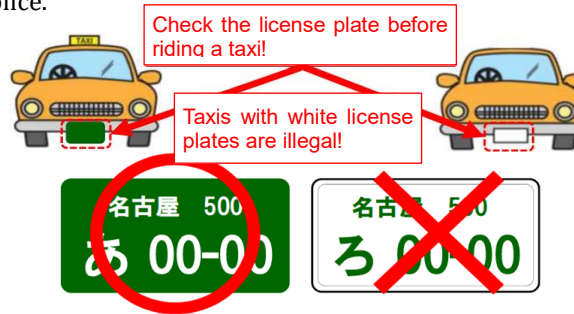 Check the license plate before
riding a taxi!
TAXI
Taxis with white license
plates are illegal!
名古屋 500
あ 00-00
名古屋 500
ろ 00-00